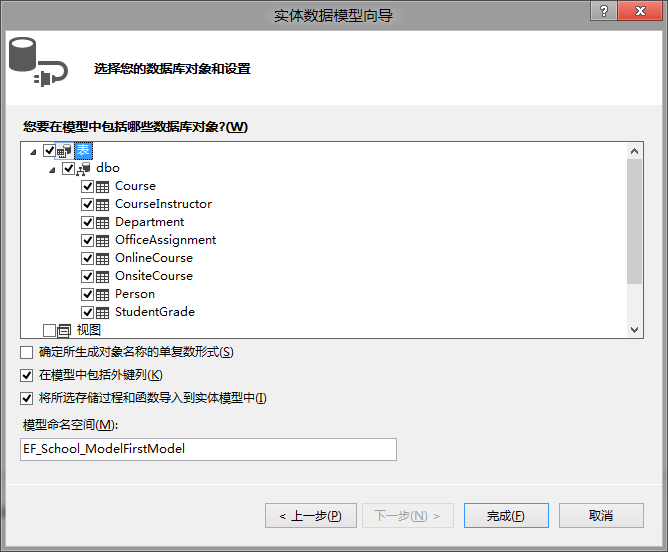 实体数据模型向导
?
选择您的数据库对象和设置
您要在模型中包括哪些数据库对象?(W)
表
dbo
Course
CourseInstructor
Department
OfficeAssignment
OnlineCourse
OnsiteCourse
Person
StudentGrade
视图
确定所生成对象名称的单复数形式(S)
在模型中包括外键列(K)
将所选存储过程和函数导入到实体模型中(I)
模型命名空间(M):
EF_School_ModelFirstModel
< 上一步(P) 下一步(N) > 完成(F) 取消